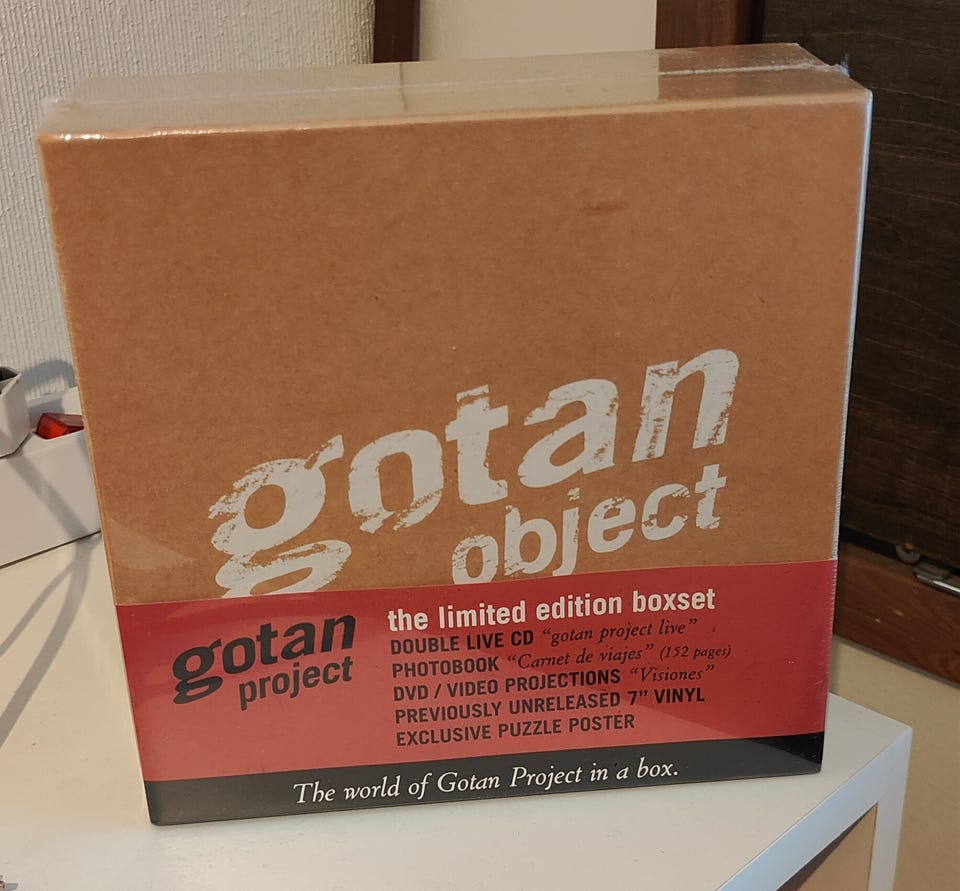 gotan
object
gotan
project
the limited edition boxset
DOUBLE LIVE CD “gotan project live”
PHOTOBOOK “Carnet de viajes” (152 pages)
DVD / VIDEO PROJECTIONS “Visiones”
PREVIOUSLY UNRELEASED 7” VINYL
EXCLUSIVE PUZZLE POSTER
The world of Gotan Project in a box.